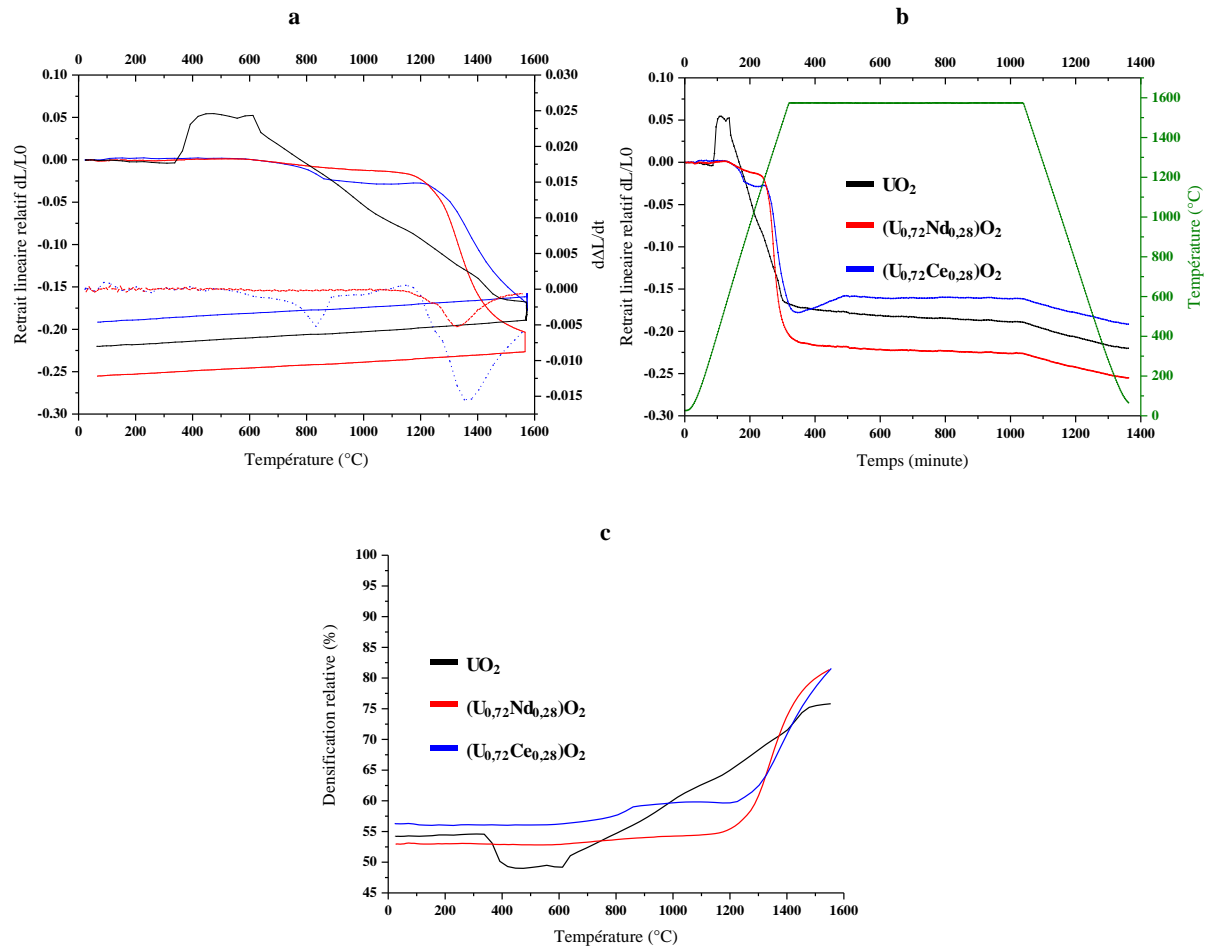 a
0 200 400 600 800 1000 1200 1400 1600
0.10
0.05
0.00
-0.05
-0.10
-0.15
-0.20
-0.25
-0.30
Retrait lineaire relatif dL/L0
0.030
0.025
0.020
0.015
0.010
0.005
0.000
-0.005
-0.010
-0.015
dΔL/dt
0 200 400 600 800 1000 1200 1400 1600
Température (°C)
b
0 200 400 600 800 1000 1200 1400
0.10
0.05
0.00
-0.05
-0.10
-0.15
-0.20
-0.25
-0.30
Retrait lineaire relatif dL/L0
UO₂
(U₀,₇₂Nd₀,₂₈)O₂
(U₀,₇₂Ce₀,₂₈)O₂
1600
1400
1200
1000
800
600
400
200
0
Température (°C)
0 200 400 600 800 1000 1200 1400
Temps (minute)
c
100
95
90
85
80
75
70
65
60
55
50
45
Densification relative (%)
UO₂
(U₀,₇₂Nd₀,₂₈)O₂
(U₀,₇₂Ce₀,₂₈)O₂
0 200 400 600 800 1000 1200 1400 1600
Température (°C)